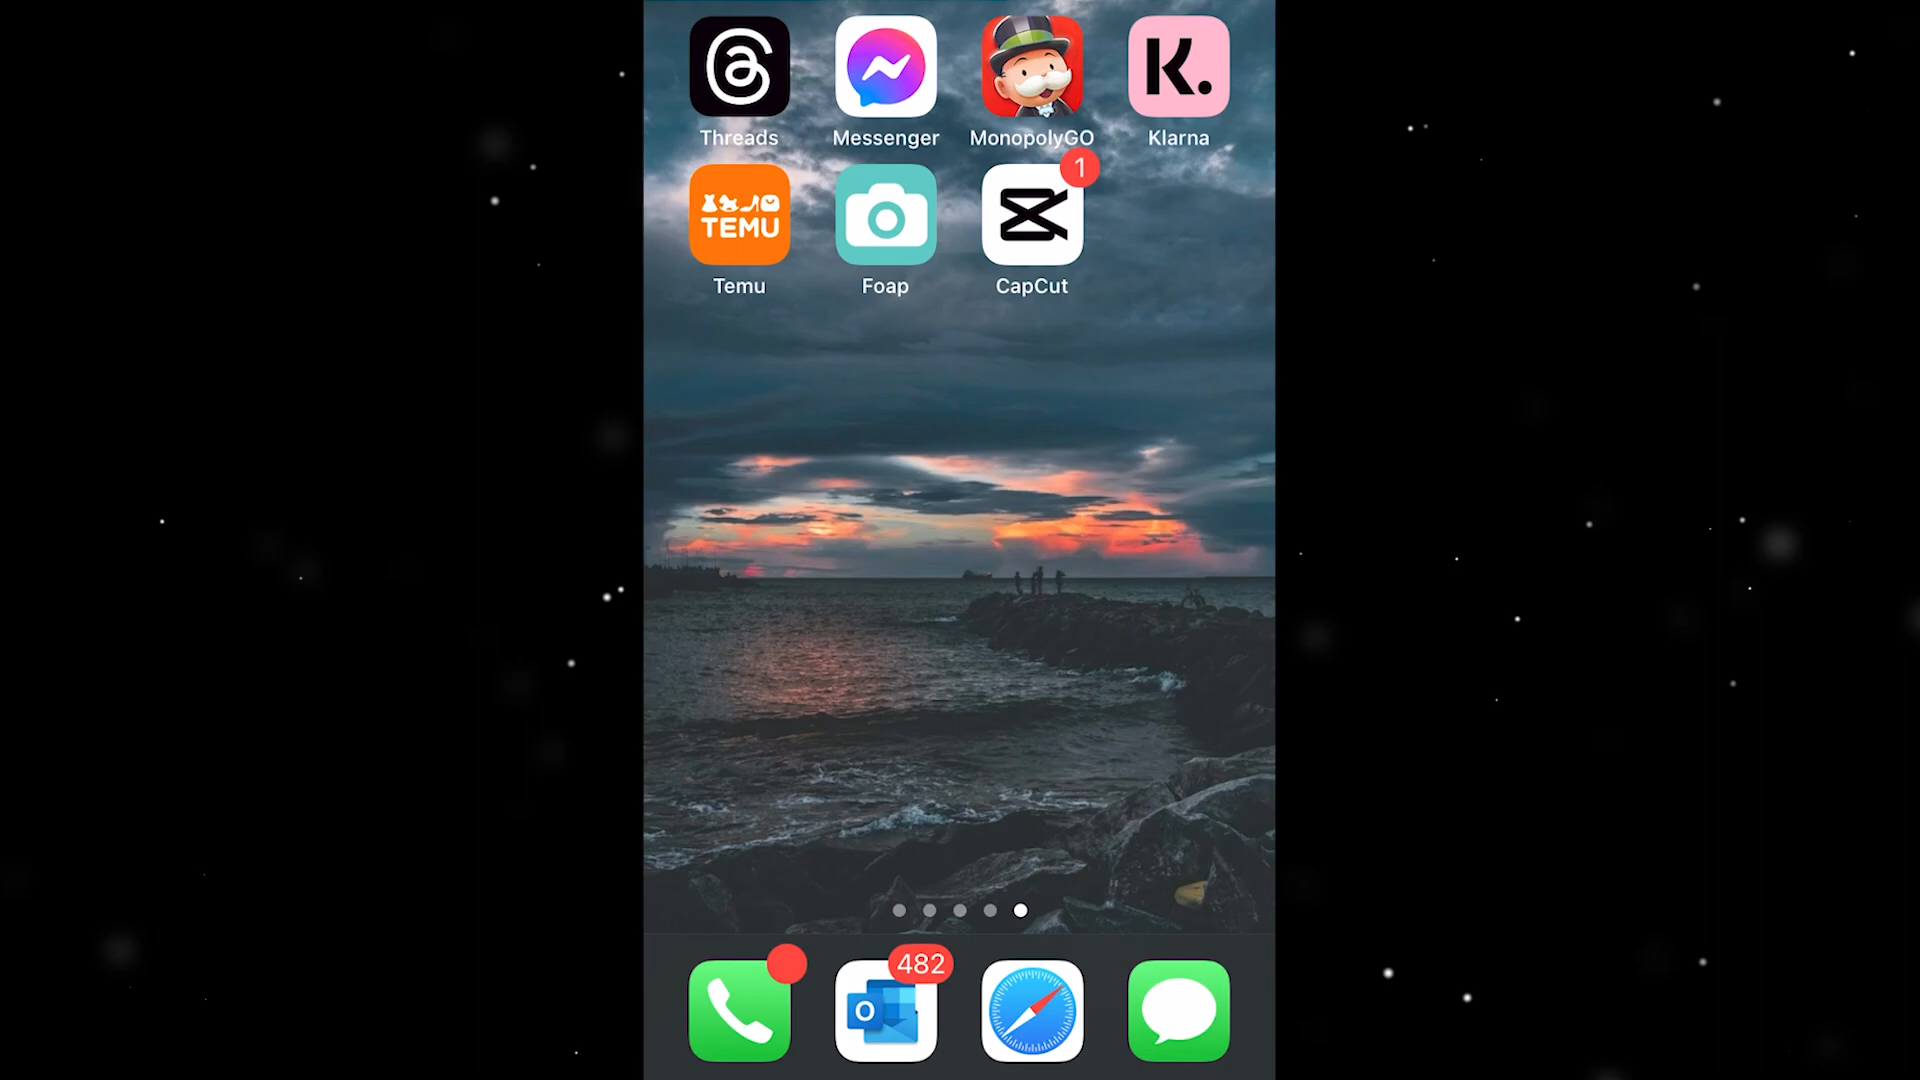 Threads Messenger MonopolyGO Klarna
K.
1
TEMU
Temu Foap CapCut
482
O